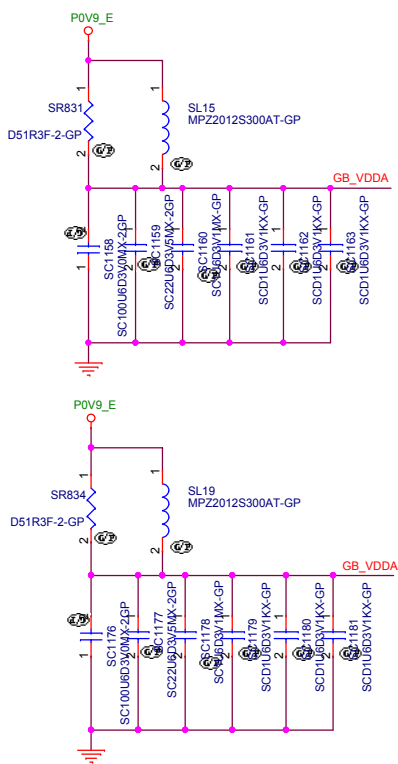 P0V9_E
1
1
SR831
SL15
MPZ2012S300AT-GP
D51R3F-2-GP
2
G/P
2
G/P
GB_VDDA
SC1158
SC100U6D3V0MX-2GP
SC1159
SC22U6D3V5MX-2GP
SC1160
SC1161
SCD1U6D3V1KX-GP
SC1162
SCD1U6D3V1KX-GP
SC1163
SCD1U6D3V1KX-GP
P0V9_E
1
1
SR834
SL19
MPZ2012S300AT-GP
D51R3F-2-GP
2
G/P
2
G/P
GB_VDDA
SC1176
SC100U6D3V0MX-2GP
SC1177
SC22U6D3V5MX-2GP
SC1178
SC1179
SCD1U6D3V1KX-GP
SC1180
SCD1U6D3V1KX-GP
SC1181
SCD1U6D3V1KX-GP